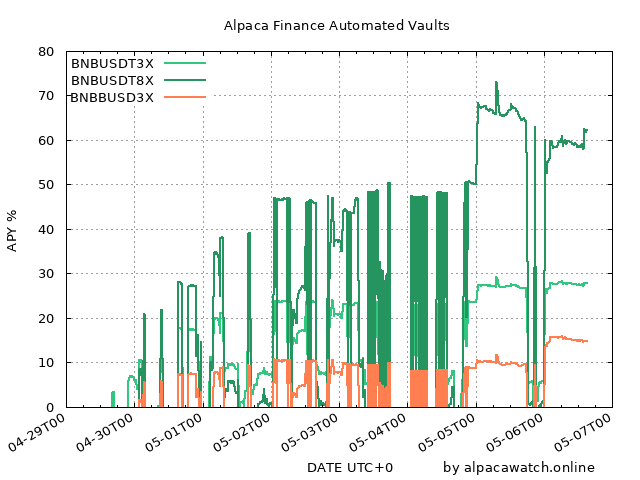 Alpaca Finance Automated Vaults
BNBUSDT3X
BNBUSDT8X
BNBBUSD3X
80
70
60
50
40
30
20
10
0
APY %
04-29T00
04-30T00
05-01T00
05-02T00
05-03T00
05-04T00
05-05T00
05-06T00
05-07T00
DATE UTC+0
by alpacawatch.online